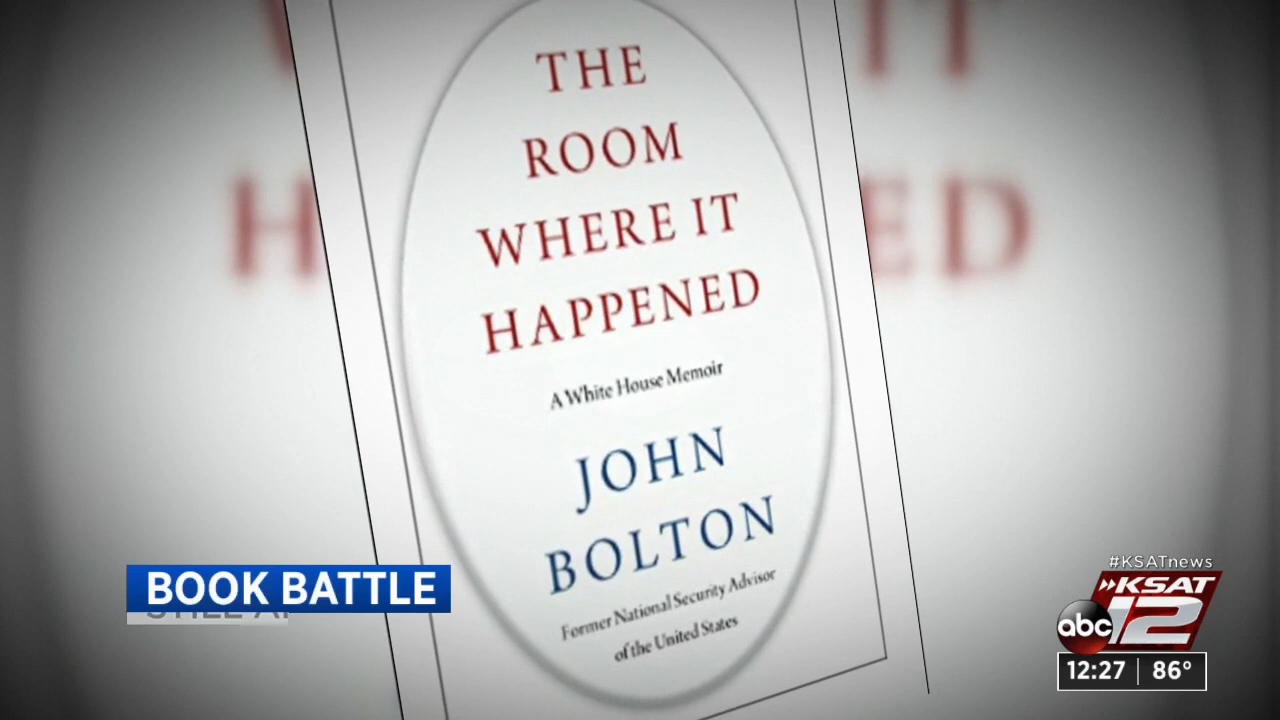 THE
ROOM
WHERE IT
HAPPENED
A White House Memoir
JOHN
BOLTON
Former National Security Advisor
of the United States
BOOK BATTLE
#KSATnews
KSAT
abc 12
12:27 86°